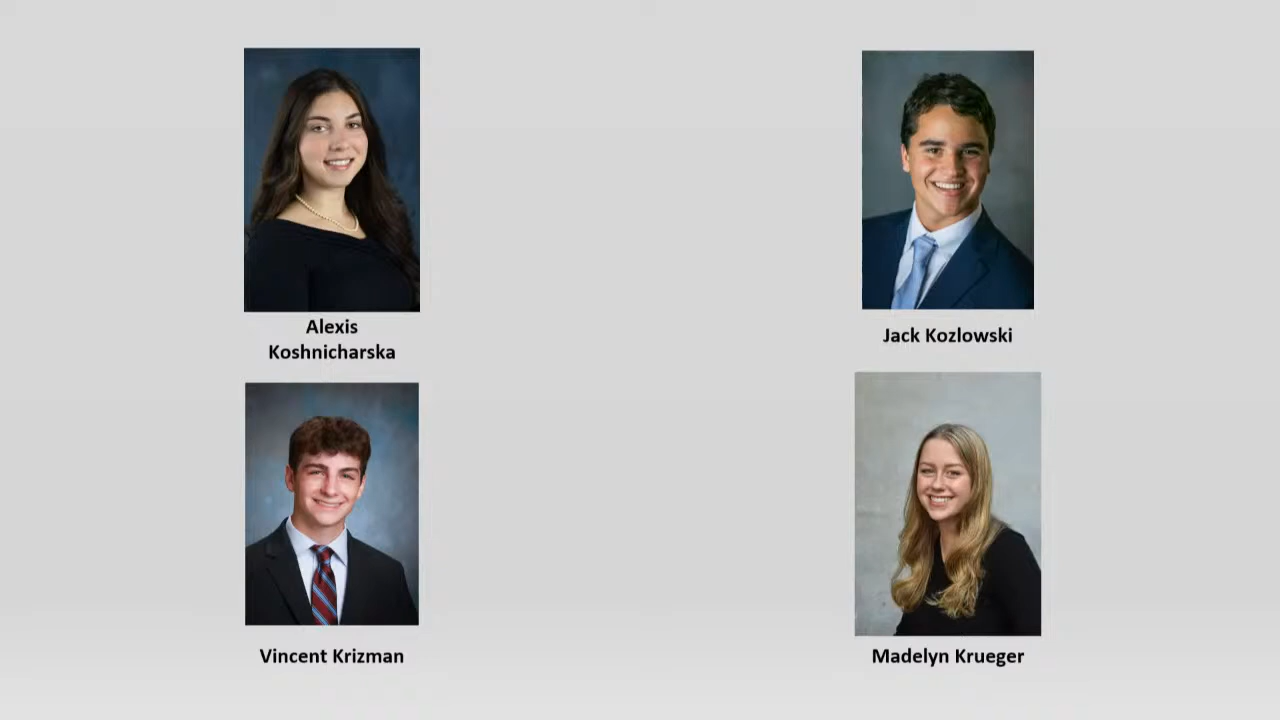 Alexis
Koshnicharska
Jack Kozlowski
Vincent Krizman
Madelyn Krueger